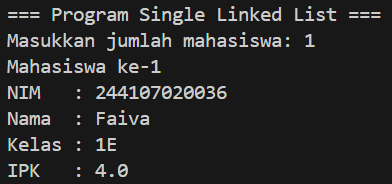 === Program Single Linked List ===
Masukkan jumlah mahasiswa: 1
Mahasiswa ke-1
NIM   : 244107020036
Nama  : Faiva
Kelas : 1E
IPK   : 4.0